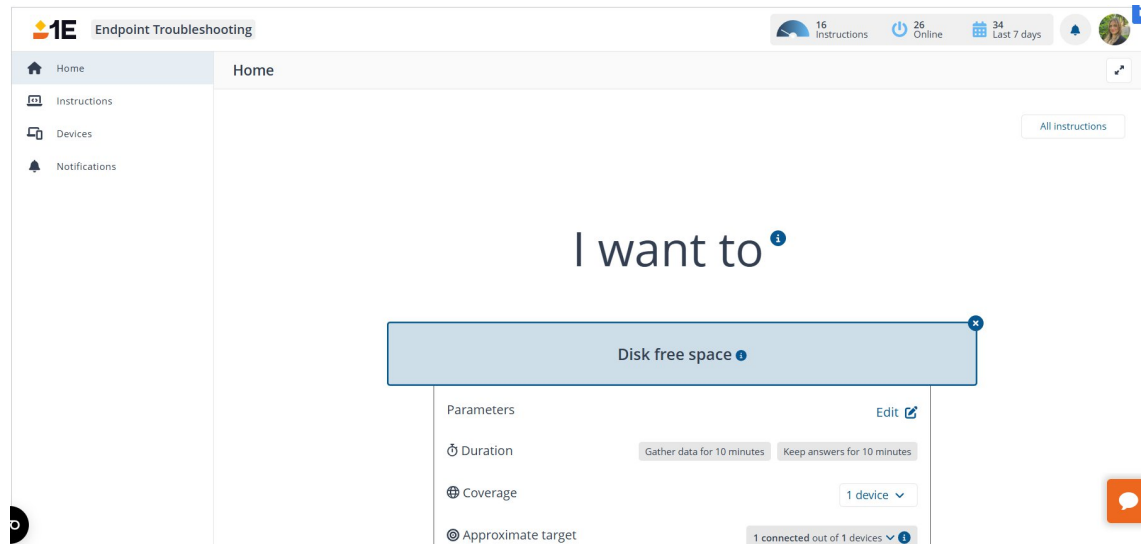 1E Endpoint Troubleshooting
16 Instructions
26 Online
34 Last 7 days
Home
Instructions
Devices
Notifications
Home
All instructions
I want to
Disk free space
Parameters
Edit
Duration
Gather data for 10 minutes
Keep answers for 10 minutes
Coverage
1 device
Approximate target
1 connected out of 1 devices